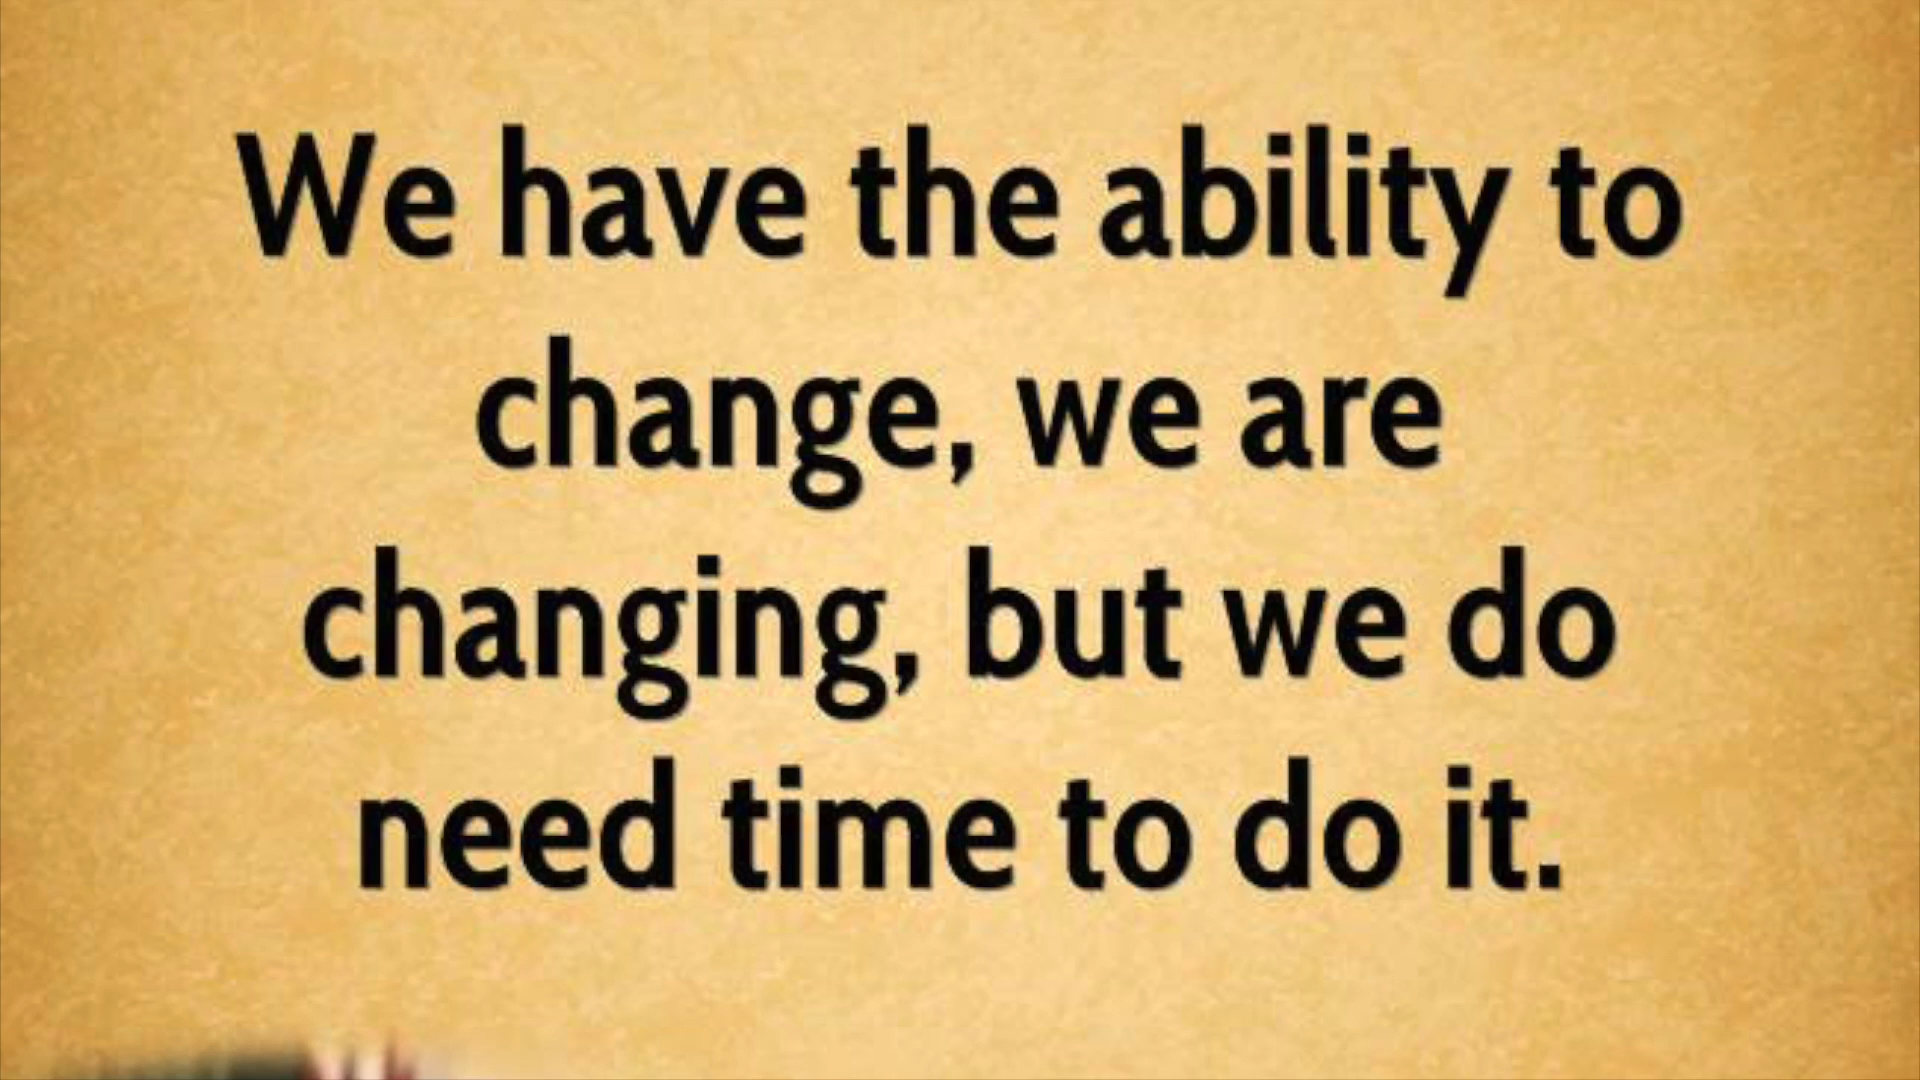 We have the ability to
change, we are
changing, but we do
need time to do it.